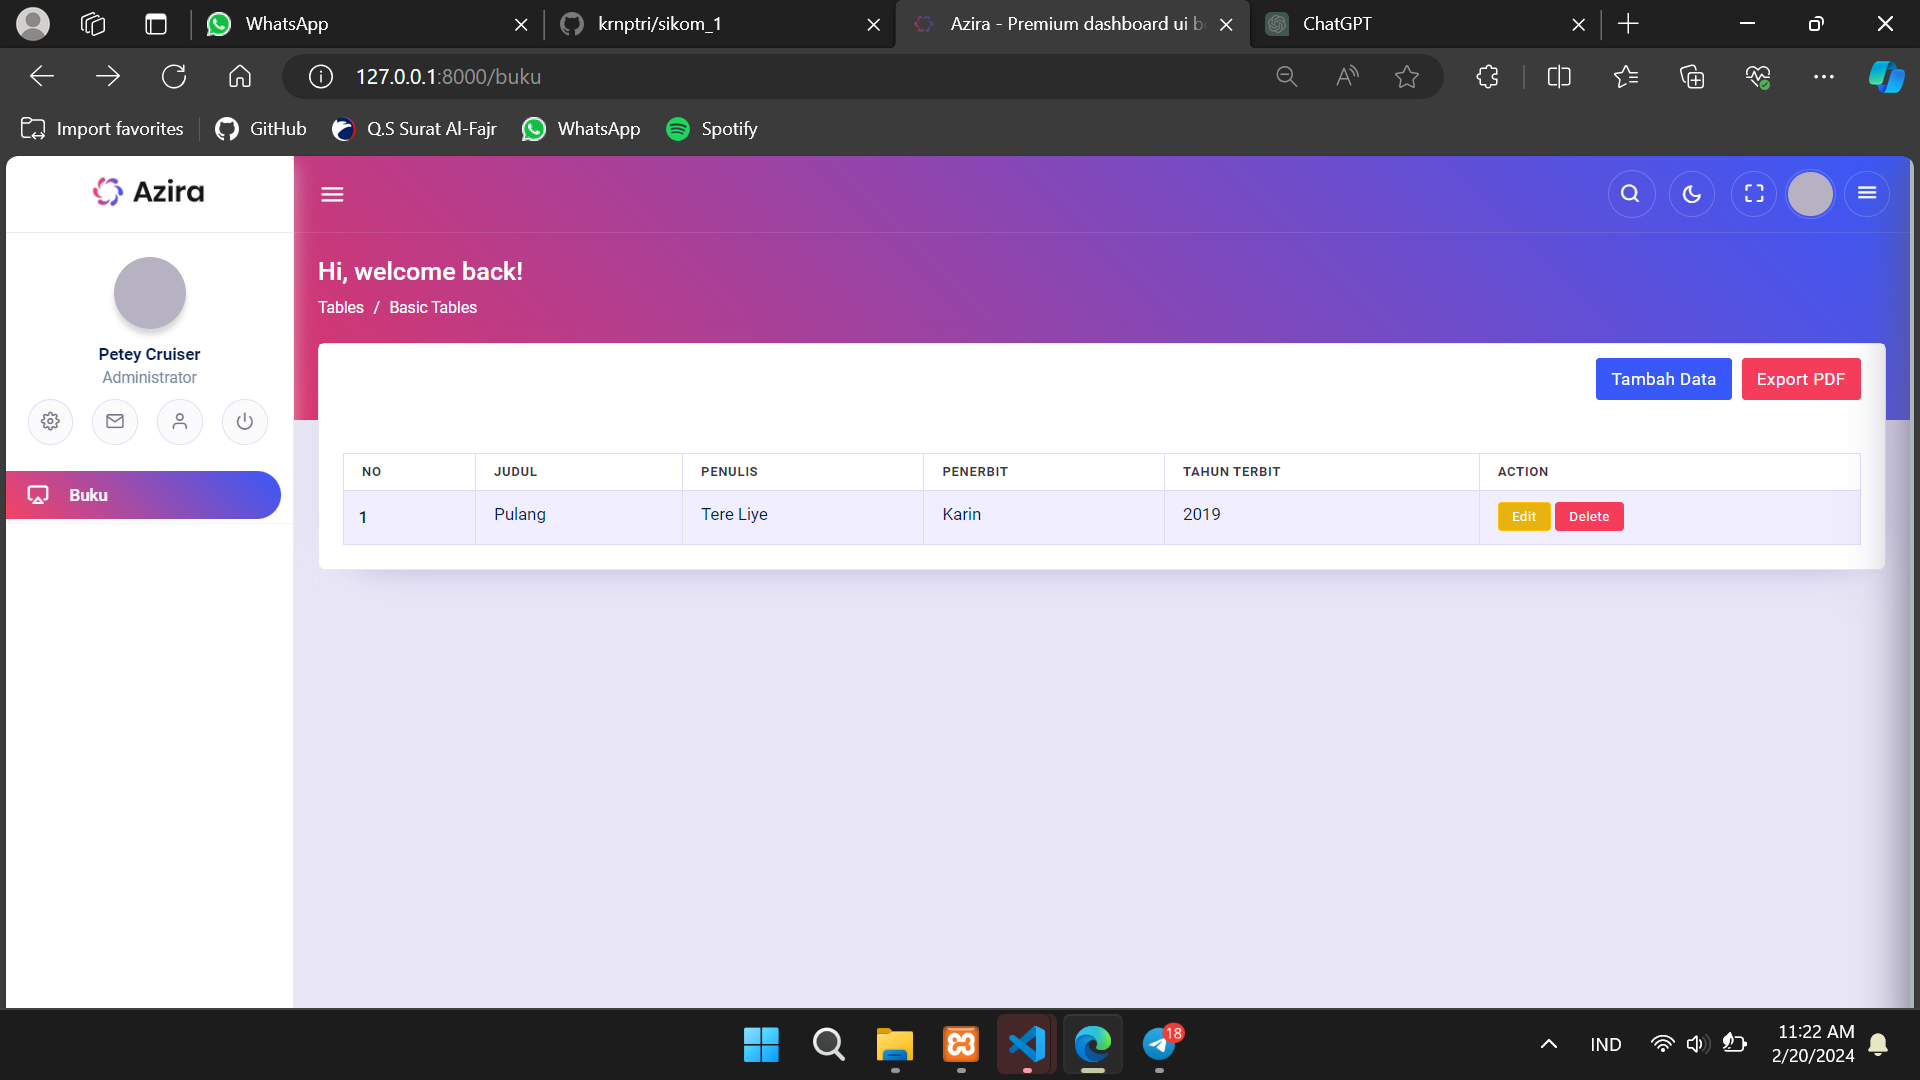 WhatsApp
krnptri/sikom_1
Azira - Premium dashboard ui b
ChatGPT
127.0.0.1:8000/buku
Import favorites
GitHub
Q.S Surat Al-Fajr
WhatsApp
Spotify
Azira
Hi, welcome back!
Tables / Basic Tables
Petey Cruiser
Administrator
Buku
Tambah Data
Export PDF
NO JUDUL PENULIS PENERBIT TAHUN TERBIT ACTION
1 Pulang Tere Liye Karin 2019 Edit Delete
18
IND
11:22 AM
2/20/2024